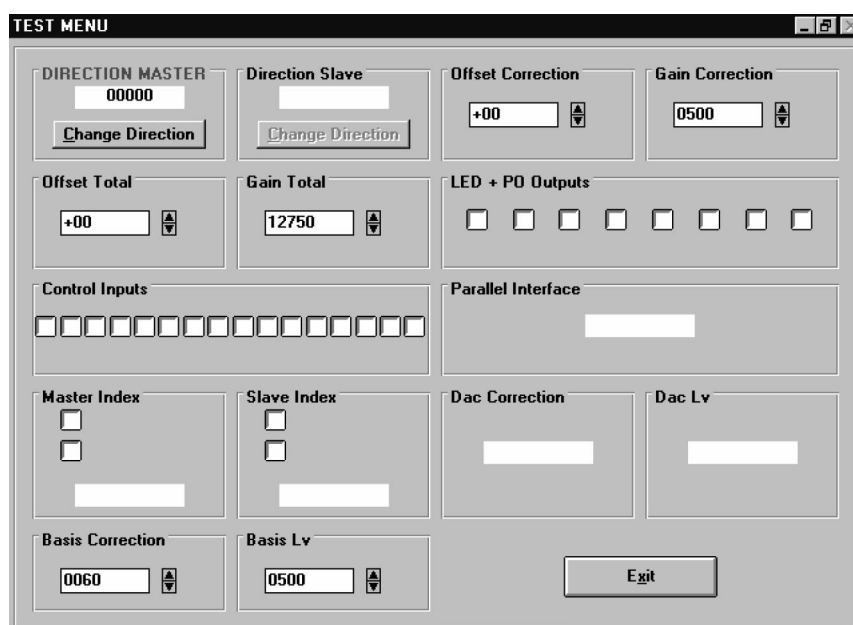 TEST MENU
DIRECTION MASTER
00000
Change Direction
Direction Slave
Change Direction
Offset Correction
+00
Gain Correction
0500
Offset Total
+00
Gain Total
12750
LED + PO Outputs
Control Inputs
Parallel Interface
Master Index
Slave Index
Dac Correction
Dac Lv
Basis Correction
0060
Basis Lv
0500
Exit